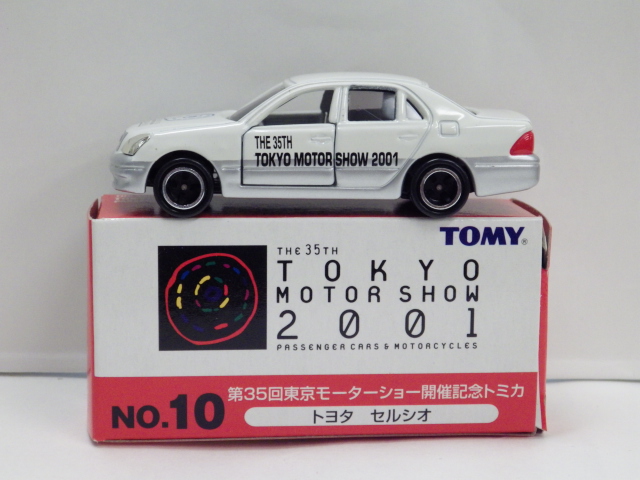 THE 35TH
TOKYO MOTOR SHOW 2001
TOMY®
THE 35TH
TOKYO
MOTOR SHOW
2001
PASSENGER CARS & MOTORCYCLES
NO.10
第35回東京モーターショー開催記念トミカ
トヨタ セルシオ